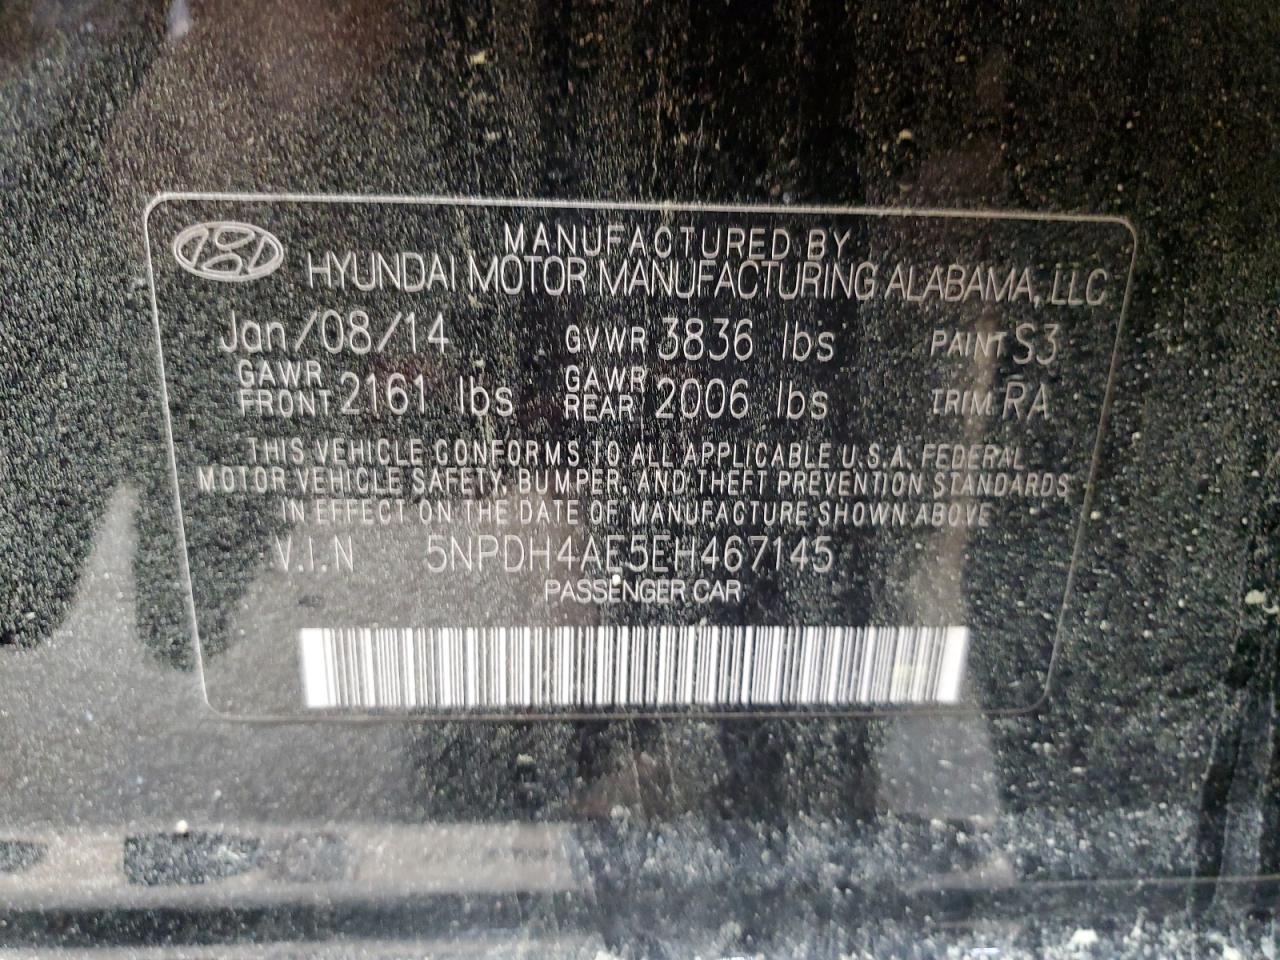 MANUFACTURED BY
HYUNDAI MOTOR MANUFACTURING ALABAMA, LLC
Jan/08/14 GVWR 3836 lbs PAINT S3
GAWR FRONT 2161 lbs GAWR REAR 2006 lbs TRIM RA
THIS VEHICLE CONFORMS TO ALL APPLICABLE U.S.A. FEDERAL
MOTOR VEHICLE SAFETY, BUMPER, AND THEFT PREVENTION STANDARDS
IN EFFECT ON THE DATE OF MANUFACTURE SHOWN ABOVE
V.I.N 5NPDH4AE5EH467145
PASSENGER CAR